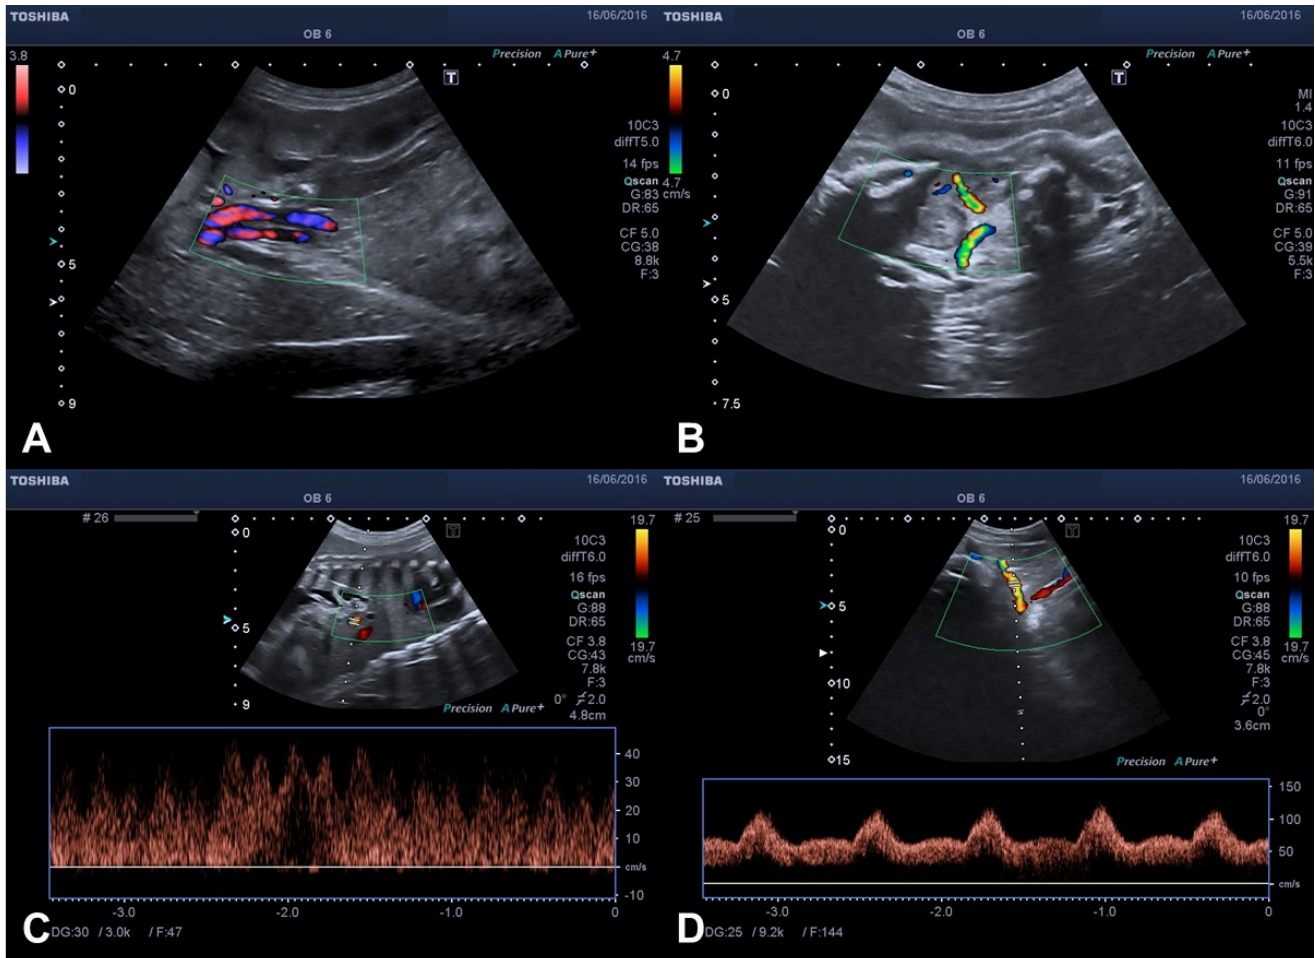 TOSHIBA 16/06/2016
OB 6
Precision APure+
3.8
T
0
10C3
diffT5.0
14 fps
Qscan
G:83
DR:65
CF 5.0
CG:38
8.8k
F:3
5
9
A
TOSHIBA 16/06/2016
OB 6
Precision APure+
4.7
T
0
MI
1.4
10C3
diffT6.0
11 fps
Qscan
4.7
cm/s
G:91
DR:65
CF 5.0
CG:39
5.5k
F:3
5
7.5
B
TOSHIBA 16/06/2016
OB 6
# 26
19.7
T
0
10C3
diffT6.0
16 fps
Qscan
G:88
DR:65
19.7
cm/s
CF 3.8
CG:43
7.8k
F:3
0° 2.0
4.8cm
5
9
Precision APure+
40
30
20
10
cm/s
-10
-3.0 -2.0 -1.0 0
C
DG:30 / 3.0k / F:47
TOSHIBA 16/06/2016
OB 6
# 25
19.7
T
0
10C3
diffT6.0
10 fps
Qscan
G:88
DR:65
19.7
cm/s
CF 3.8
CG:45
7.8k
F:3
2.0
0°
3.6cm
5
10
15
Precision APure+
150
100
50
cm/s
-3.0 -2.0 -1.0 0
D
DG:25 / 9.2k / F:144